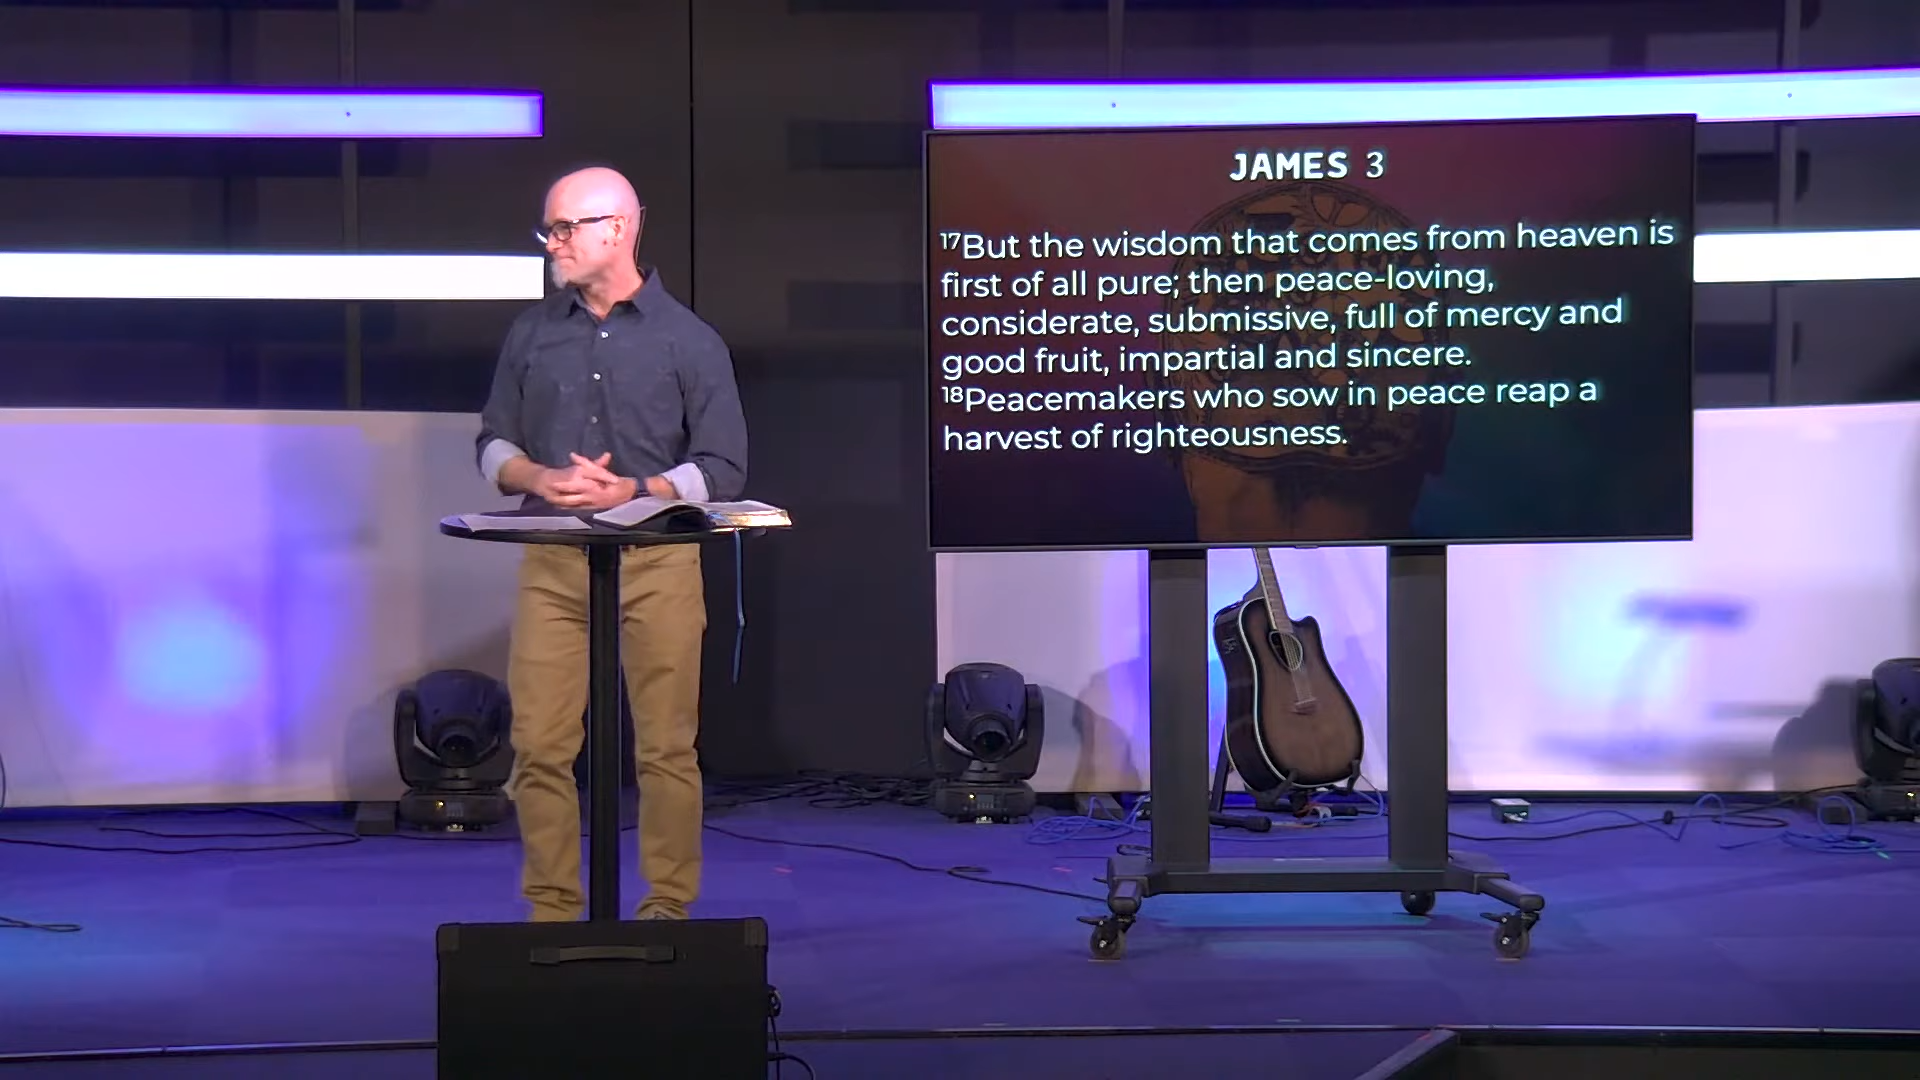 JAMES 3
¹⁷But the wisdom that comes from heaven is
first of all pure; then peace-loving,
considerate, submissive, full of mercy and
good fruit, impartial and sincere.
¹⁸Peacemakers who sow in peace reap a
harvest of righteousness.